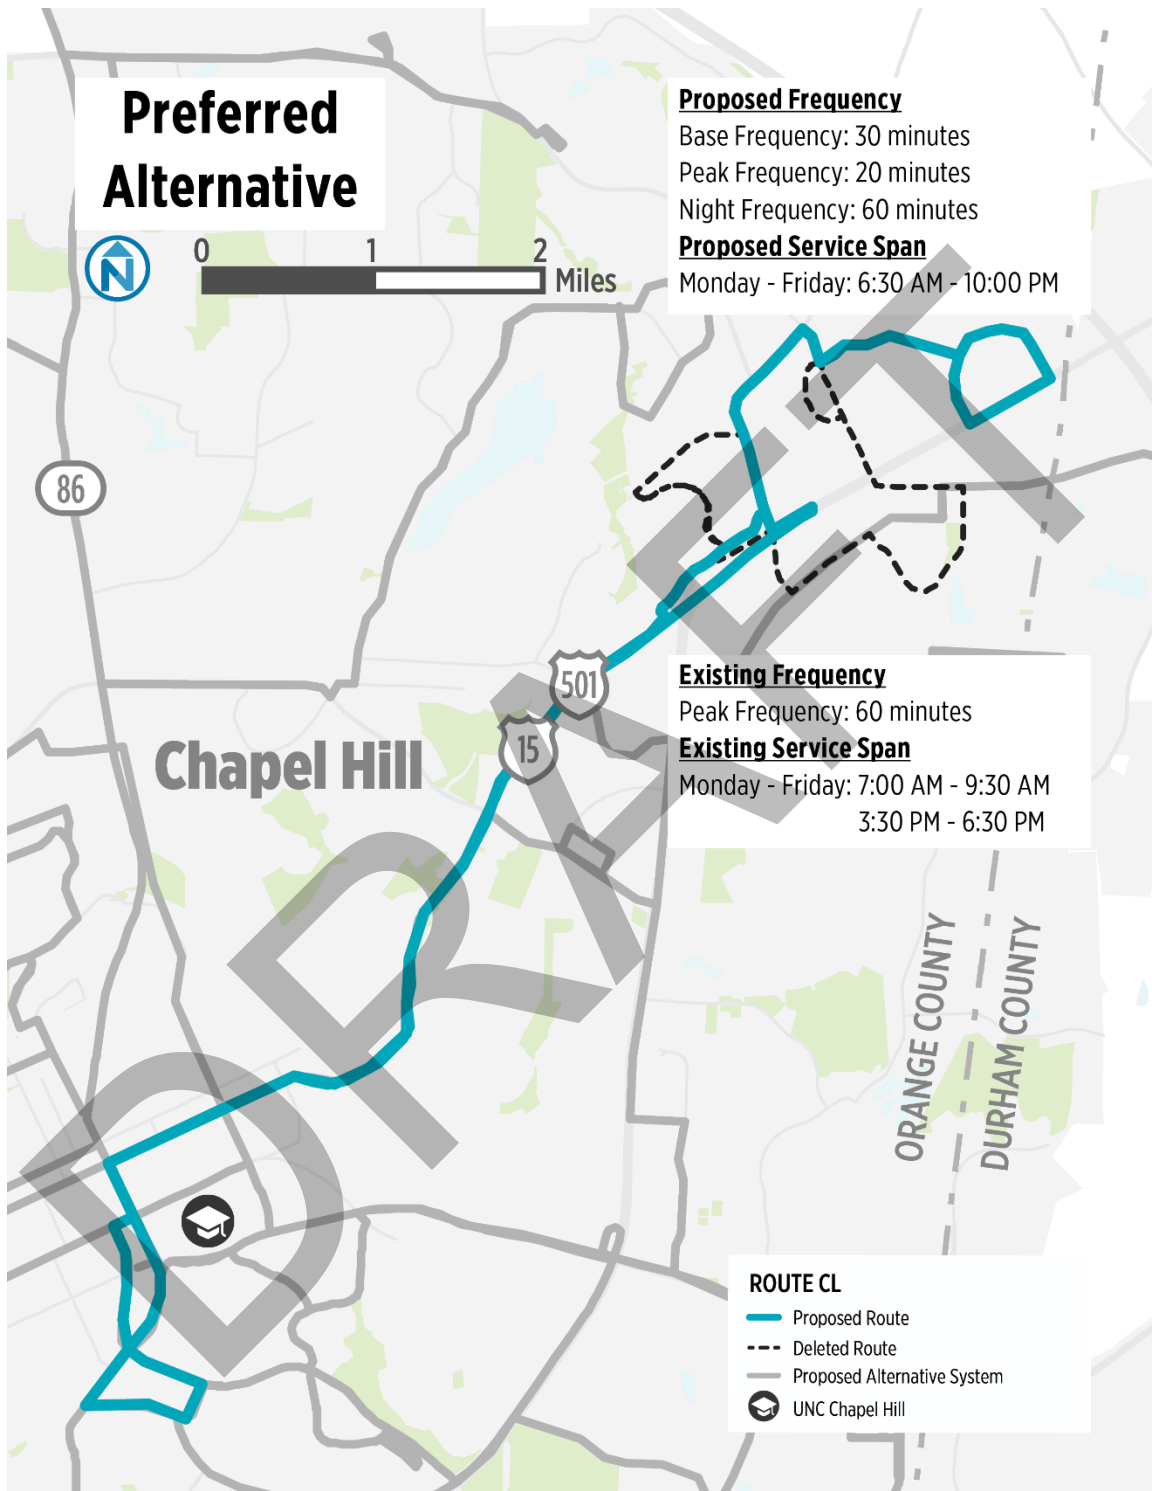 Preferred
Alternative
N
0 1 2
Miles
Proposed Frequency
Base Frequency: 30 minutes
Peak Frequency: 20 minutes
Night Frequency: 60 minutes
Proposed Service Span
Monday - Friday: 6:30 AM - 10:00 PM
86
501
15
Chapel Hill
Existing Frequency
Peak Frequency: 60 minutes
Existing Service Span
Monday - Friday: 7:00 AM - 9:30 AM
3:30 PM - 6:30 PM
DRAFT
ORANGE COUNTY
DURHAM COUNTY
ROUTE CL
Proposed Route
Deleted Route
Proposed Alternative System
UNC Chapel Hill